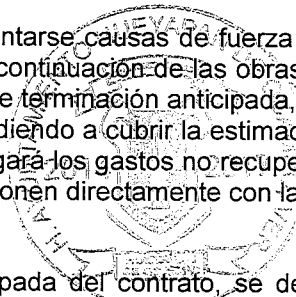 ntarse causas de fuerza
continuación de las obras
e terminación anticipada,
diendo a cubrir la estimac
gará los gastos no recupe
onen directamente con la
pada del contrato, se de